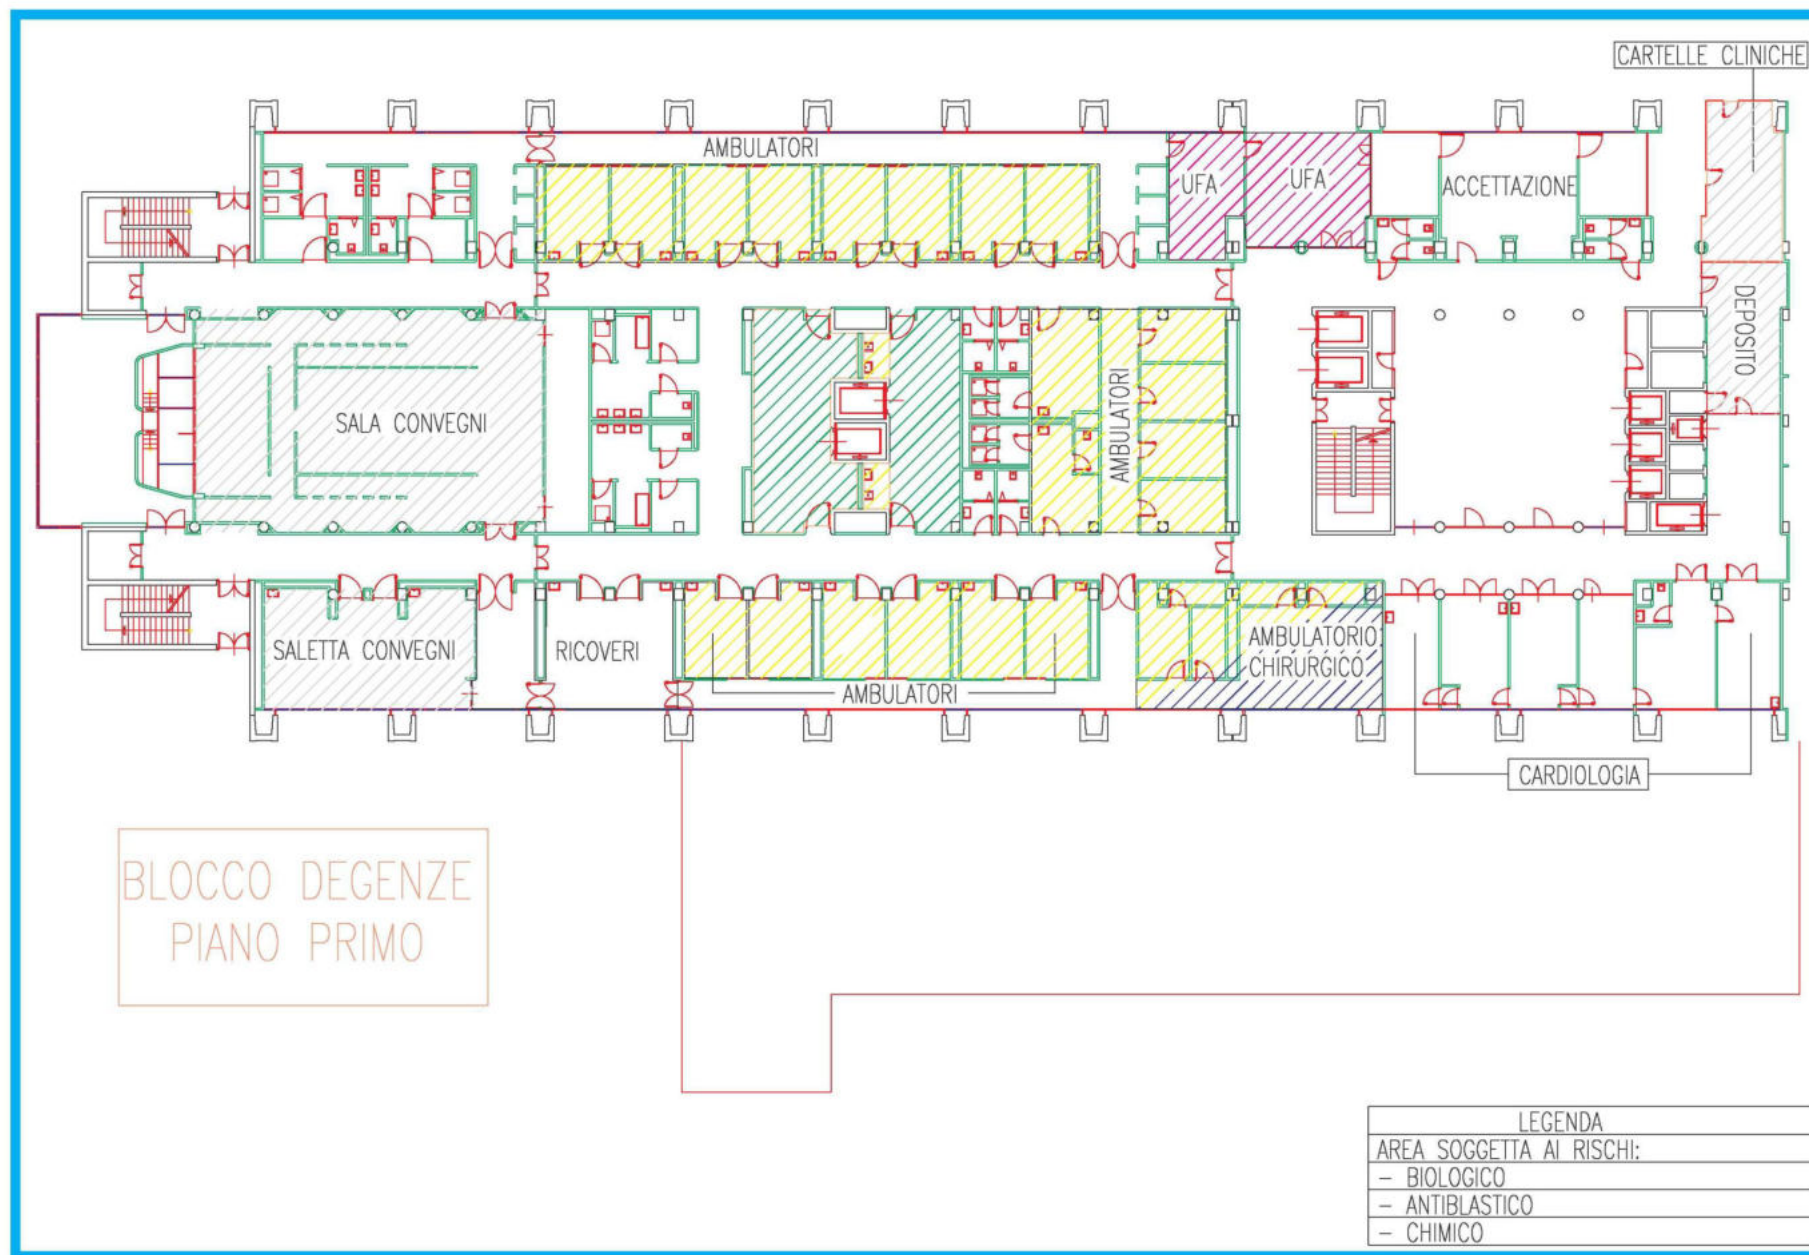 CARTELLE CLINICHE
AMBULATORI
UFA
UFA
ACCETTAZIONE
DEPOSITO
SALA CONVEGNI
AMBULATORI
SALETTA CONVEGNI
RICOVERI
AMBULATORI
AMBULATORIO
CHIRURGICO
CARDIOLOGIA
BLOCCO DEGENZE
PIANO PRIMO
LEGENDA
AREA SOGGETTA AI RISCHI:
– BIOLOGICO
– ANTIBLASTICO
– CHIMICO